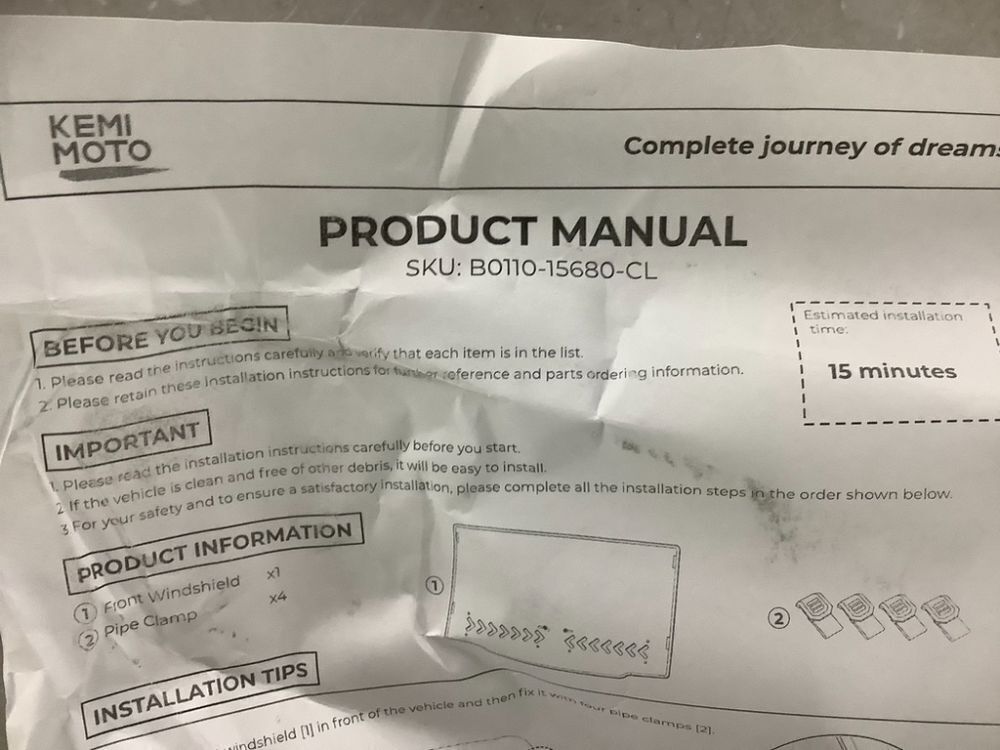 KEMI
MOTO
Complete journey of dreams
PRODUCT MANUAL
SKU: B0110-15680-CL
BEFORE YOU BEGIN
1. Please read the instructions carefully and verify that each item is in the list.
2. Please retain these installation instructions for further reference and parts ordering information.
Estimated installation
time:
15 minutes
IMPORTANT
1. Please read the installation instructions carefully before you start.
2 If the vehicle is clean and free of other debris, it will be easy to install.
3 For your safety and to ensure a satisfactory installation, please complete all the installation steps in the order shown below.
PRODUCT INFORMATION
1 Front Windshield x1
2 Pipe Clamp x4
1
2
INSTALLATION TIPS
windshield [1] in front of the vehicle and then fix it with four pipe clamps [2].